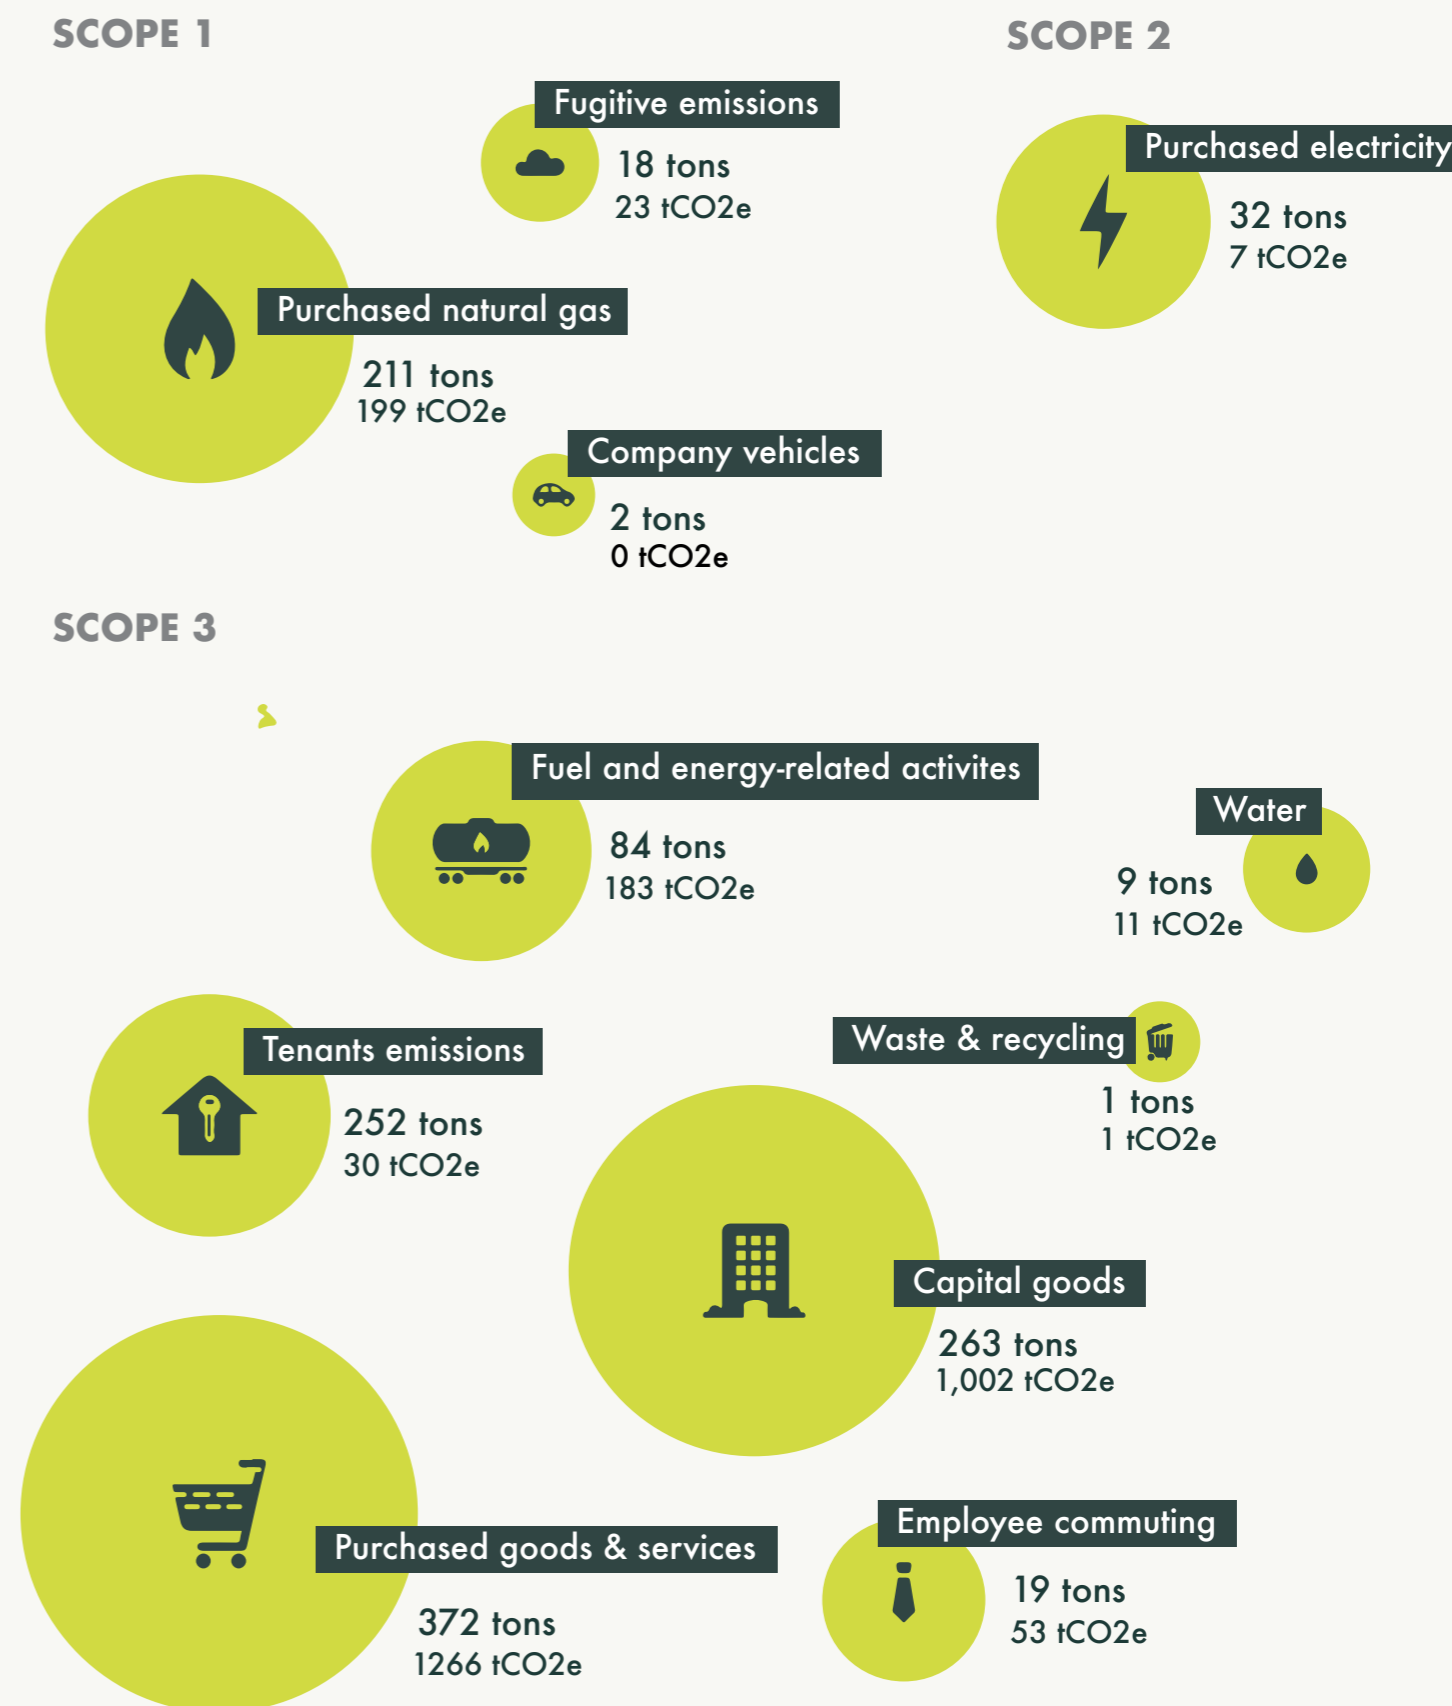 SCOPE 1
Fugitive emissions
18 tons
23 tCO2e
Purchased natural gas
211 tons
199 tCO2e
Company vehicles
2 tons
0 tCO2e
SCOPE 2
Purchased electricity
32 tons
7 tCO2e
SCOPE 3
Fuel and energy-related activites
84 tons
183 tCO2e
Water
9 tons
11 tCO2e
Tenants emissions
252 tons
30 tCO2e
Waste & recycling
1 tons
1 tCO2e
Capital goods
263 tons
1,002 tCO2e
Purchased goods & services
372 tons
1266 tCO2e
Employee commuting
19 tons
53 tCO2e